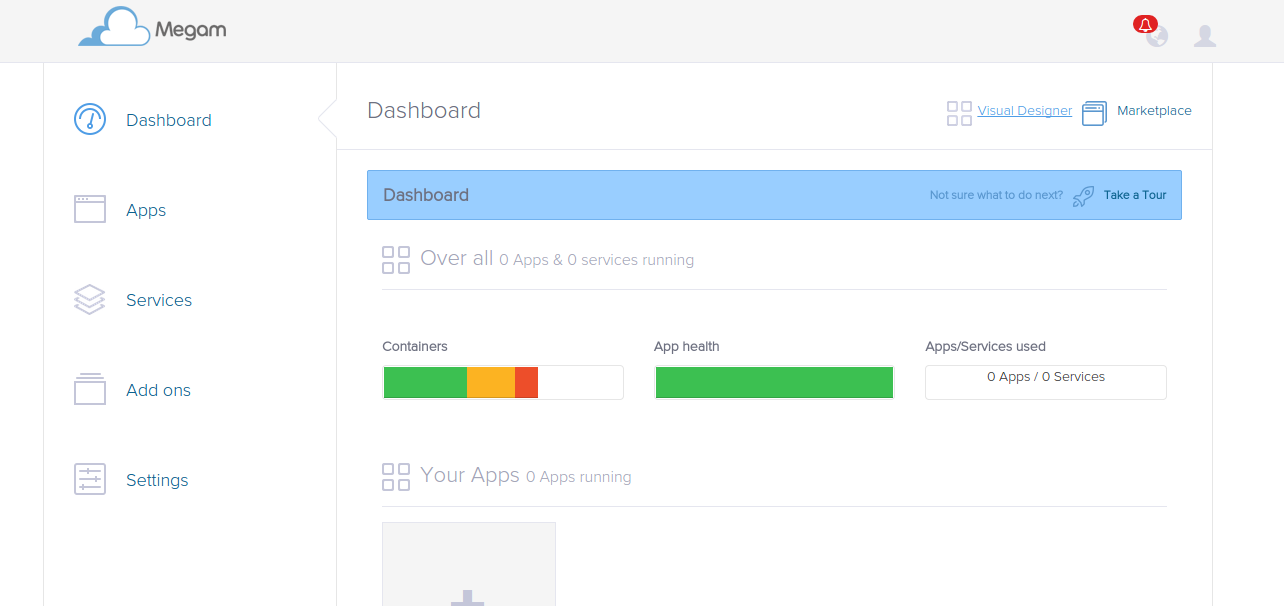 Megam
Dashboard
Apps
Services
Add ons
Settings
Dashboard
Visual Designer
Marketplace
Dashboard
Not sure what to do next?
Take a Tour
Over all 0 Apps & 0 services running
Containers
App health
Apps/Services used
0 Apps / 0 Services
Your Apps 0 Apps running